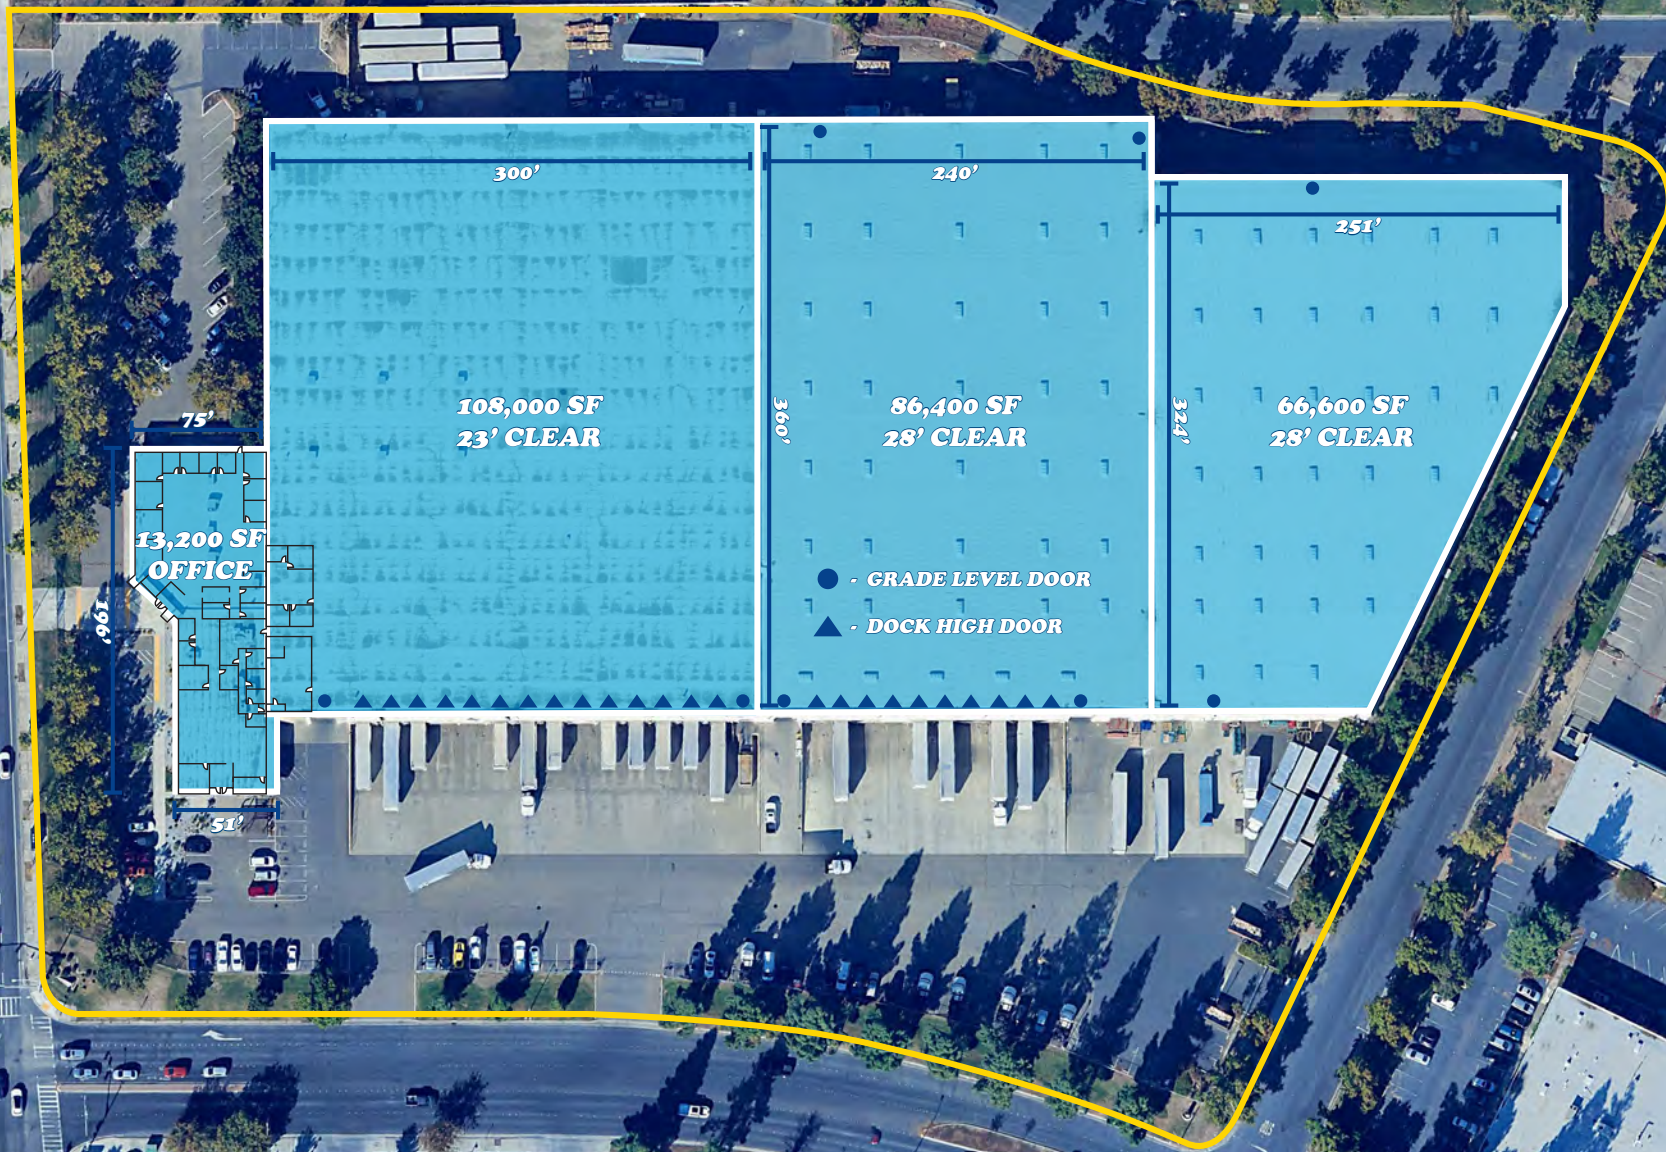 300’
240’
251’
108,000 SF
23’ CLEAR
86,400 SF
28’ CLEAR
66,600 SF
28’ CLEAR
360’
324’
75’
13,200 SF
OFFICE
196’
51’
- GRADE LEVEL DOOR
- DOCK HIGH DOOR